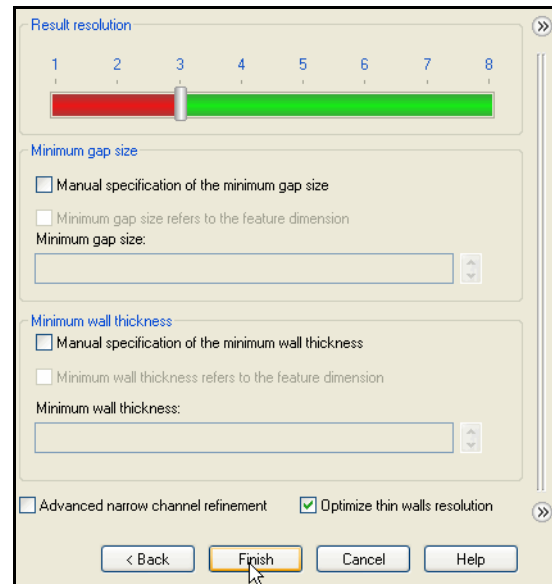 Result resolution
1 2 3 4 5 6 7 8
Minimum gap size
Manual specification of the minimum gap size
Minimum gap size refers to the feature dimension
Minimum gap size:
Minimum wall thickness
Manual specification of the minimum wall thickness
Minimum wall thickness refers to the feature dimension
Minimum wall thickness:
Advanced narrow channel refinement Optimize thin walls resolution
< Back Finish Cancel Help